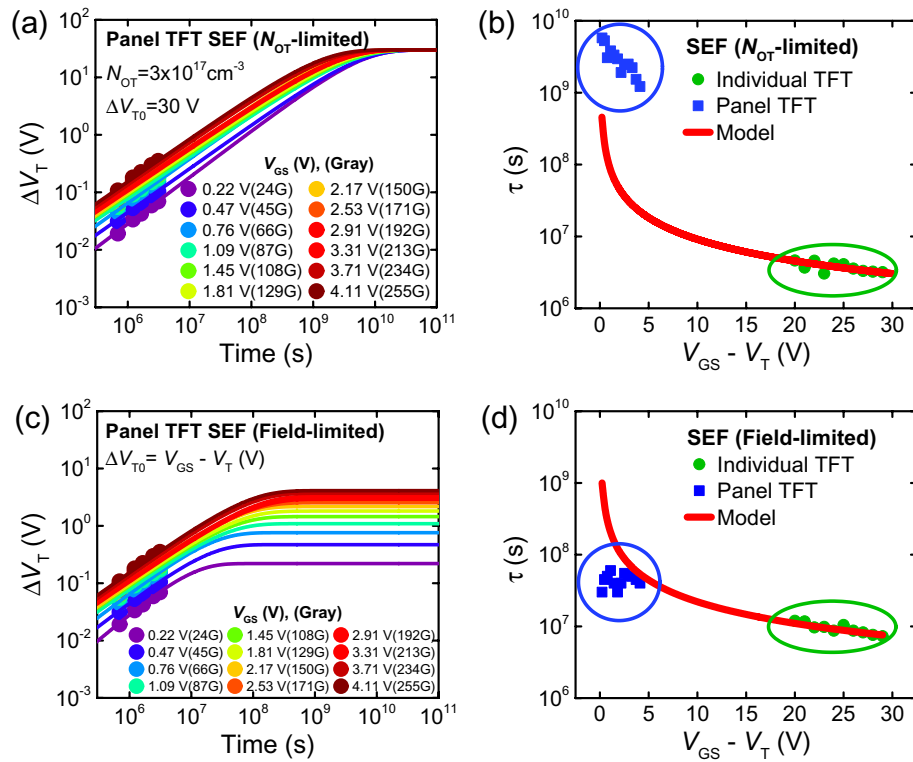 (a)
Panel TFT SEF (N_OT-limited)
N_OT=3x10^17cm^-3
ΔV_T0=30 V
V_GS (V), (Gray)
0.22 V(24G) 2.17 V(150G)
0.47 V(45G) 2.53 V(171G)
0.76 V(66G) 2.91 V(192G)
1.09 V(87G) 3.31 V(213G)
1.45 V(108G) 3.71 V(234G)
1.81 V(129G) 4.11 V(255G)
ΔV_T (V)
10^2
10^1
10^0
10^-1
10^-2
10^-3
10^6 10^7 10^8 10^9 10^10 10^11
Time (s)
(b)
SEF (N_OT-limited)
Individual TFT
Panel TFT
Model
τ (s)
10^10
10^9
10^8
10^7
10^6
0 5 10 15 20 25 30
V_GS - V_T (V)
(c)
Panel TFT SEF (Field-limited)
ΔV_T0= V_GS - V_T (V)
V_GS (V), (Gray)
0.22 V(24G) 1.45 V(108G) 2.91 V(192G)
0.47 V(45G) 1.81 V(129G) 3.31 V(213G)
0.76 V(66G) 2.17 V(150G) 3.71 V(234G)
1.09 V(87G) 2.53 V(171G) 4.11 V(255G)
ΔV_T (V)
10^2
10^1
10^0
10^-1
10^-2
10^-3
10^6 10^7 10^8 10^9 10^10 10^11
Time (s)
(d)
SEF (Field-limited)
Individual TFT
Panel TFT
Model
τ (s)
10^10
10^9
10^8
10^7
10^6
0 5 10 15 20 25 30
V_GS - V_T (V)